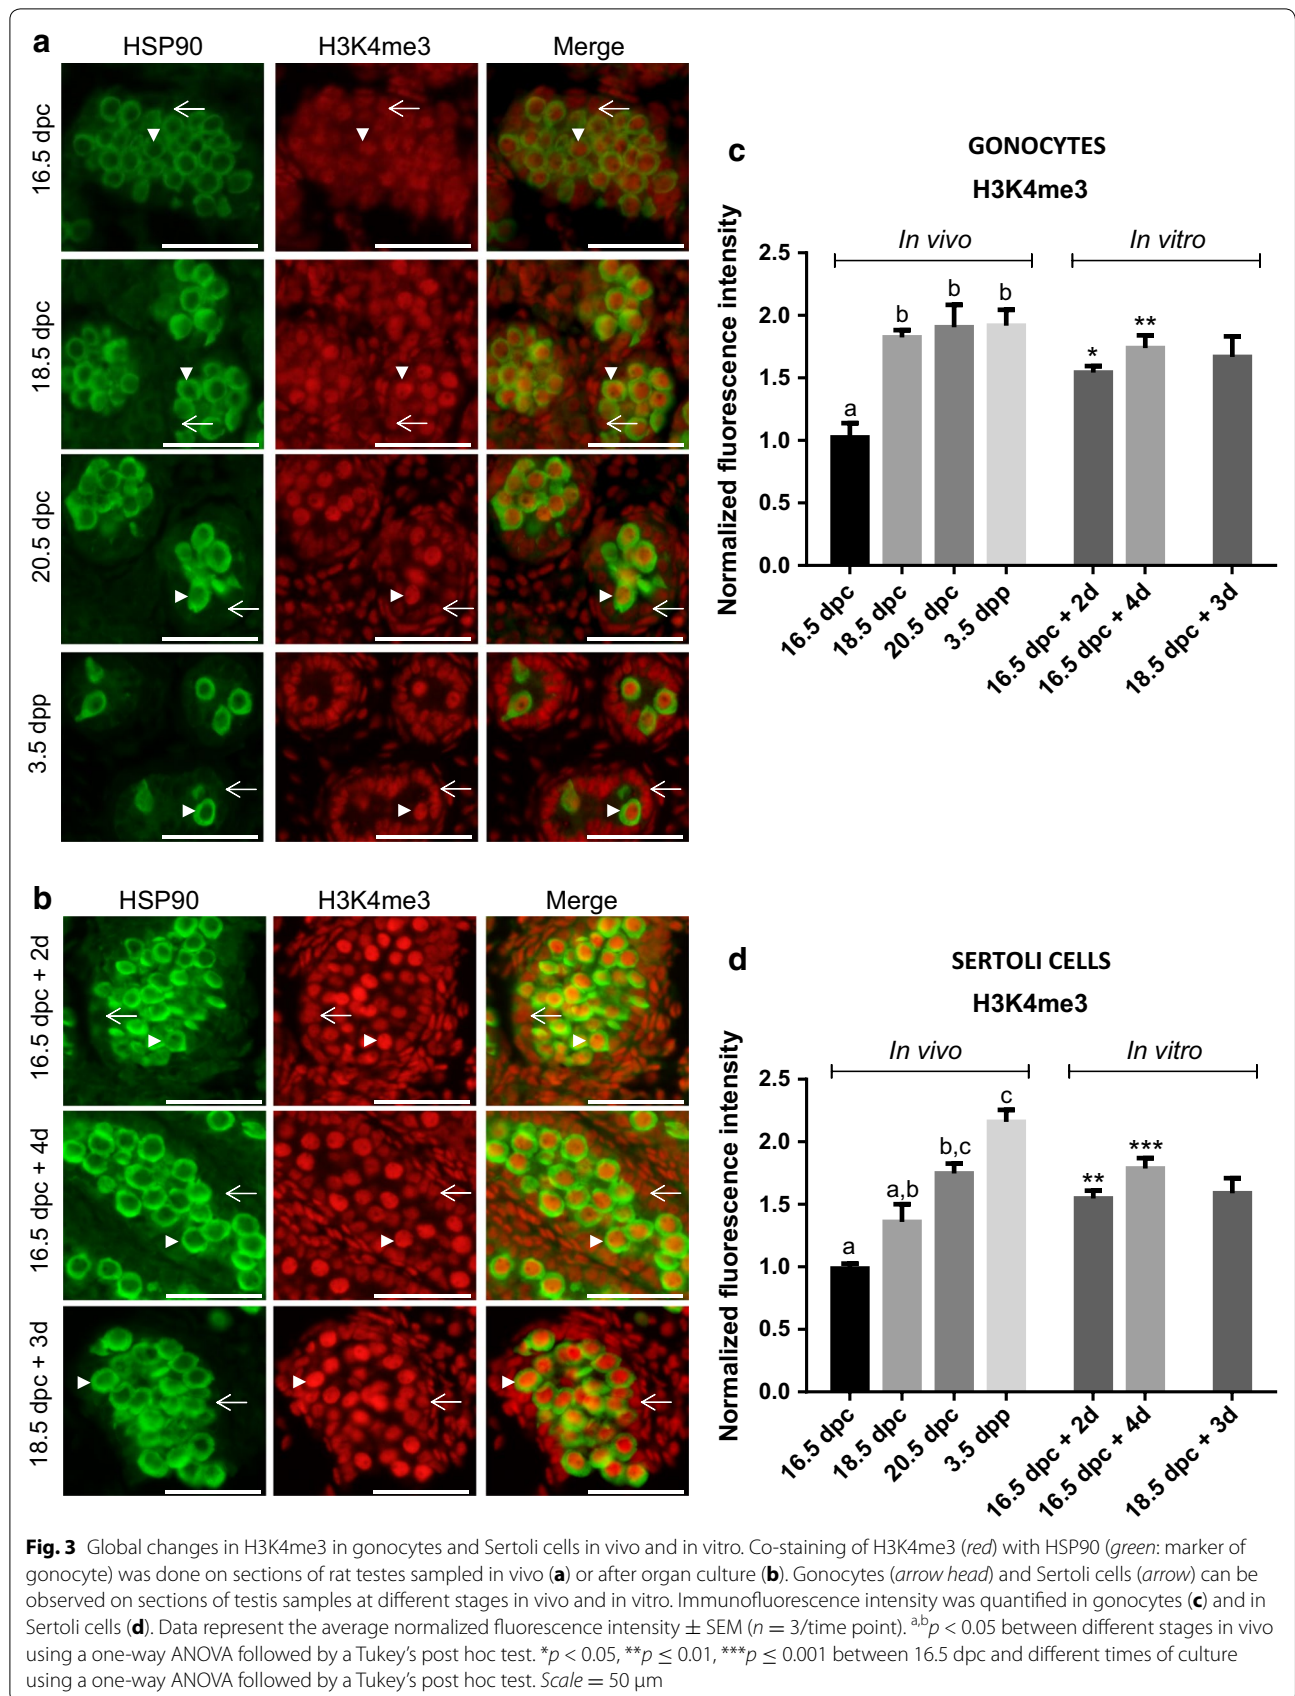 a
HSP90 H3K4me3 Merge
16.5 dpc
18.5 dpc
20.5 dpc
3.5 dpp
b
HSP90 H3K4me3 Merge
16.5 dpc + 2d
16.5 dpc + 4d
18.5 dpc + 3d
c
GONOCYTES
H3K4me3
In vivo In vitro
Normalized fluorescence intensity
2.5
2.0
1.5
1.0
0.5
0.0
a b b b * **
16.5 dpc 18.5 dpc 20.5 dpc 3.5 dpp 16.5 dpc + 2d 16.5 dpc + 4d 18.5 dpc + 3d
d
SERTOLI CELLS
H3K4me3
In vivo In vitro
Normalized fluorescence intensity
2.5
2.0
1.5
1.0
0.5
0.0
a a,b b,c c ** ***
16.5 dpc 18.5 dpc 20.5 dpc 3.5 dpp 16.5 dpc + 2d 16.5 dpc + 4d 18.5 dpc + 3d
Fig. 3 Global changes in H3K4me3 in gonocytes and Sertoli cells in vivo and in vitro. Co-staining of H3K4me3 (red) with HSP90 (green: marker of
gonocyte) was done on sections of rat testes sampled in vivo (a) or after organ culture (b). Gonocytes (arrow head) and Sertoli cells (arrow) can be
observed on sections of testis samples at different stages in vivo and in vitro. Immunofluorescence intensity was quantified in gonocytes (c) and in
Sertoli cells (d). Data represent the average normalized fluorescence intensity ± SEM (n = 3/time point). a,bp < 0.05 between different stages in vivo
using a one-way ANOVA followed by a Tukey's post hoc test. *p < 0.05, **p ≤ 0.01, ***p ≤ 0.001 between 16.5 dpc and different times of culture
using a one-way ANOVA followed by a Tukey's post hoc test. Scale = 50 µm